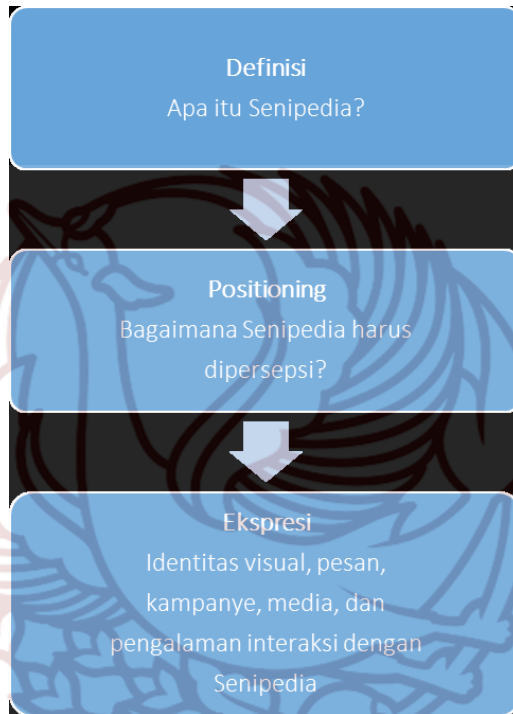 Definisi
Apa itu Senipedia?
Positioning
Bagaimana Senipedia harus
dipersepsi?
Ekspresi
Identitas visual, pesan,
kampanye, media, dan
pengalaman interaksi dengan
Senipedia